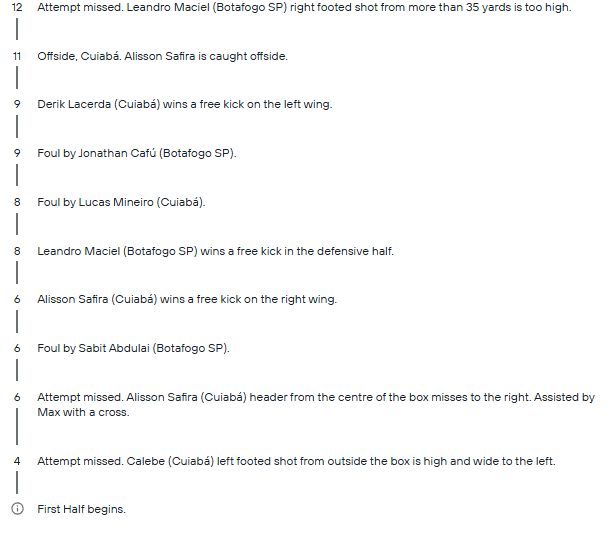 12 Attempt missed. Leandro Maciel (Botafogo SP) right footed shot from more than 35 yards is too high.
11 Offside, Cuiabá. Alisson Safira is caught offside.
9 Derik Lacerda (Cuiabá) wins a free kick on the left wing.
9 Foul by Jonathan Cafú (Botafogo SP).
8 Foul by Lucas Mineiro (Cuiabá).
8 Leandro Maciel (Botafogo SP) wins a free kick in the defensive half.
6 Alisson Safira (Cuiabá) wins a free kick on the right wing.
6 Foul by Sabit Abdulai (Botafogo SP).
6 Attempt missed. Alisson Safira (Cuiabá) header from the centre of the box misses to the right. Assisted by
Max with a cross.
4 Attempt missed. Calebe (Cuiabá) left footed shot from outside the box is high and wide to the left.
First Half begins.